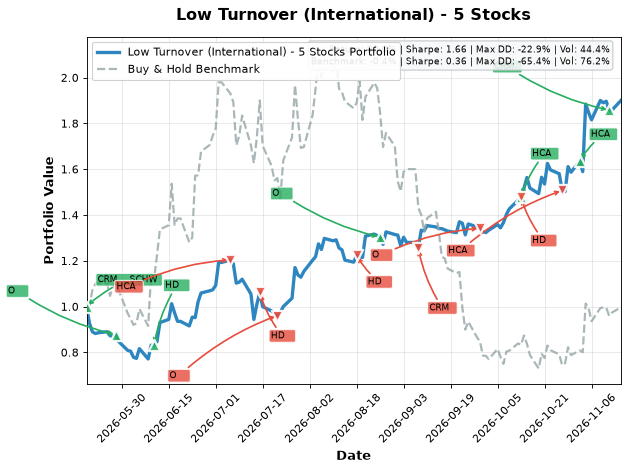 Low Turnover (International) - 5 Stocks
Low Turnover (International) - 5 Stocks Portfolio
Buy & Hold Benchmark
| Sharpe: 1.66 | Max DD: -22.9% | Vol: 44.4%
Benchmark: -0.4% | Sharpe: 0.36 | Max DD: -65.4% | Vol: 76.2%
Portfolio Value
2.0
1.8
1.6
1.4
1.2
1.0
0.8
HCA
HCA
O
O
HCA
HD
CRM
SCHW
HCA
HD
HD
O
CRM
HD
O
2026-05-30
2026-06-15
2026-07-01
2026-07-17
2026-08-02
2026-08-18
2026-09-03
2026-09-19
2026-10-05
2026-10-21
2026-11-06
Date